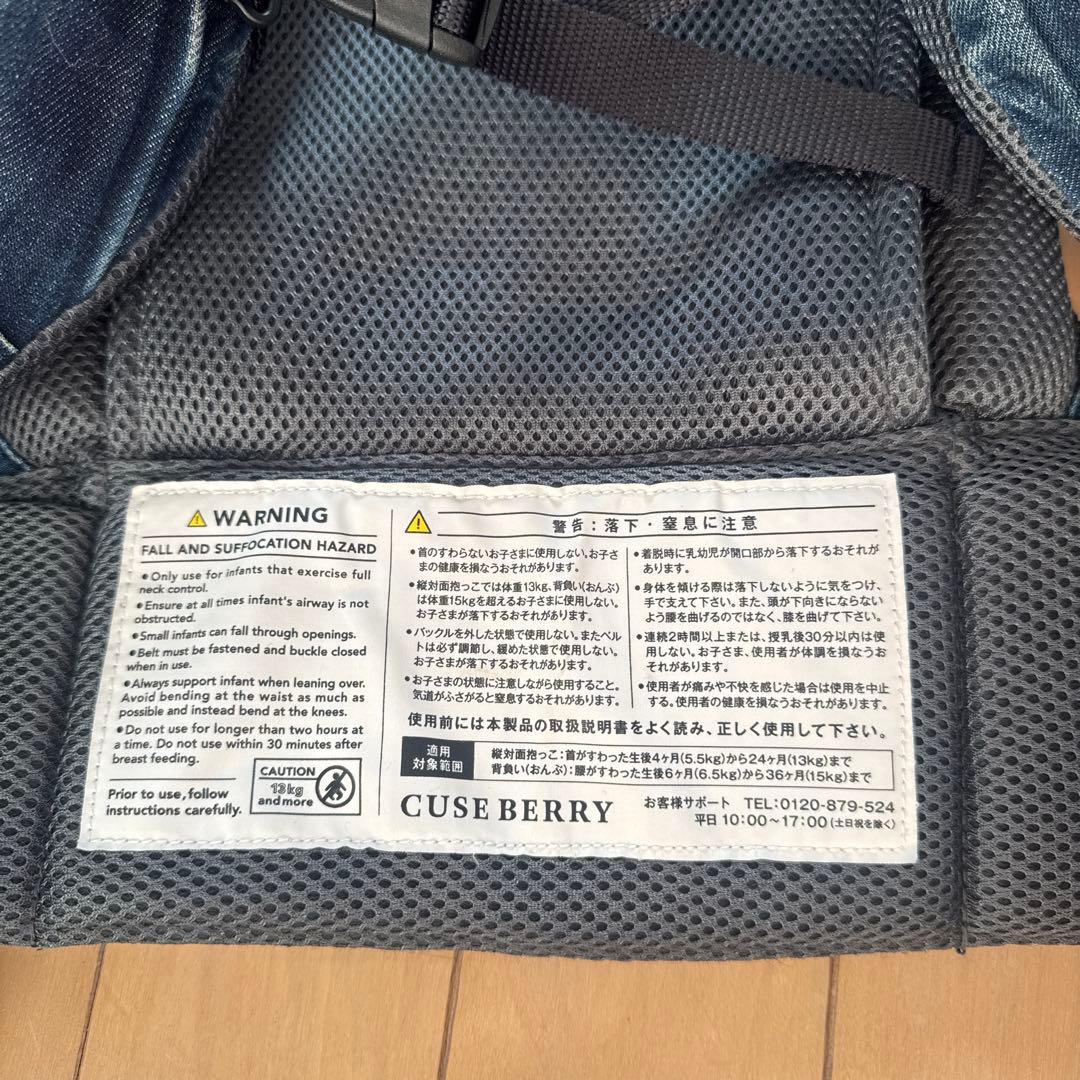 ⚠ WARNING
FALL AND SUFFOCATION HAZARD
●Only use for infants that exercise full
neck control.
●Ensure at all times infant's airway is not
obstructed.
●Small infants can fall through openings.
●Belt must be fastened and buckle closed
when in use.
●Always support infant when leaning over.
Avoid bending at the waist as much as
possible and instead bend at the knees.
●Do not use for longer than two hours at
a time. Do not use within 30 minutes after
breast feeding.
Prior to use, follow
instructions carefully.
CAUTION
13kg
and more
⚠ 警告：落下・窒息に注意
●首のすわらないお子さまに使用しない。お子さ
まの健康を損なうおそれがあります。
●縦対面抱っこでは体重13kg、背負い(おんぶ)
は体重15kgを超えるお子さまに使用しない。
お子さまが落下するおそれがあります。
●バックルを外した状態で使用しない。またベル
トは必ず調節し、緩めた状態で使用しない。
お子さまが落下するおそれがあります。
●お子さまの状態に注意しながら使用すること。
気道がふさがると窒息するおそれがあります。
●着脱時に乳幼児が開口部から落下するおそれが
あります。
●身体を傾ける際は落下しないように気をつけ、
手で支えて下さい。また、頭が下向きにならない
よう腰を曲げるのではなく、膝を曲げて下さい。
●連続2時間以上または、授乳後30分以内は使
用しない。お子さま、使用者が体調を損なうお
それがあります。
●使用者が痛みや不快を感じた場合は使用を中止
する。使用者の健康を損なうおそれがあります。
使用前には本製品の取扱説明書をよく読み、正しく使用して下さい。
適用
対象範囲
縦対面抱っこ：首がすわった生後4ヶ月(5.5kg)から24ヶ月(13kg)まで
背負い(おんぶ)：腰がすわった生後6ヶ月(6.5kg)から36ヶ月(15kg)まで
CUSE BERRY
お客様サポート TEL:0120-879-524
平日 10:00～17:00(土日祝を除く)